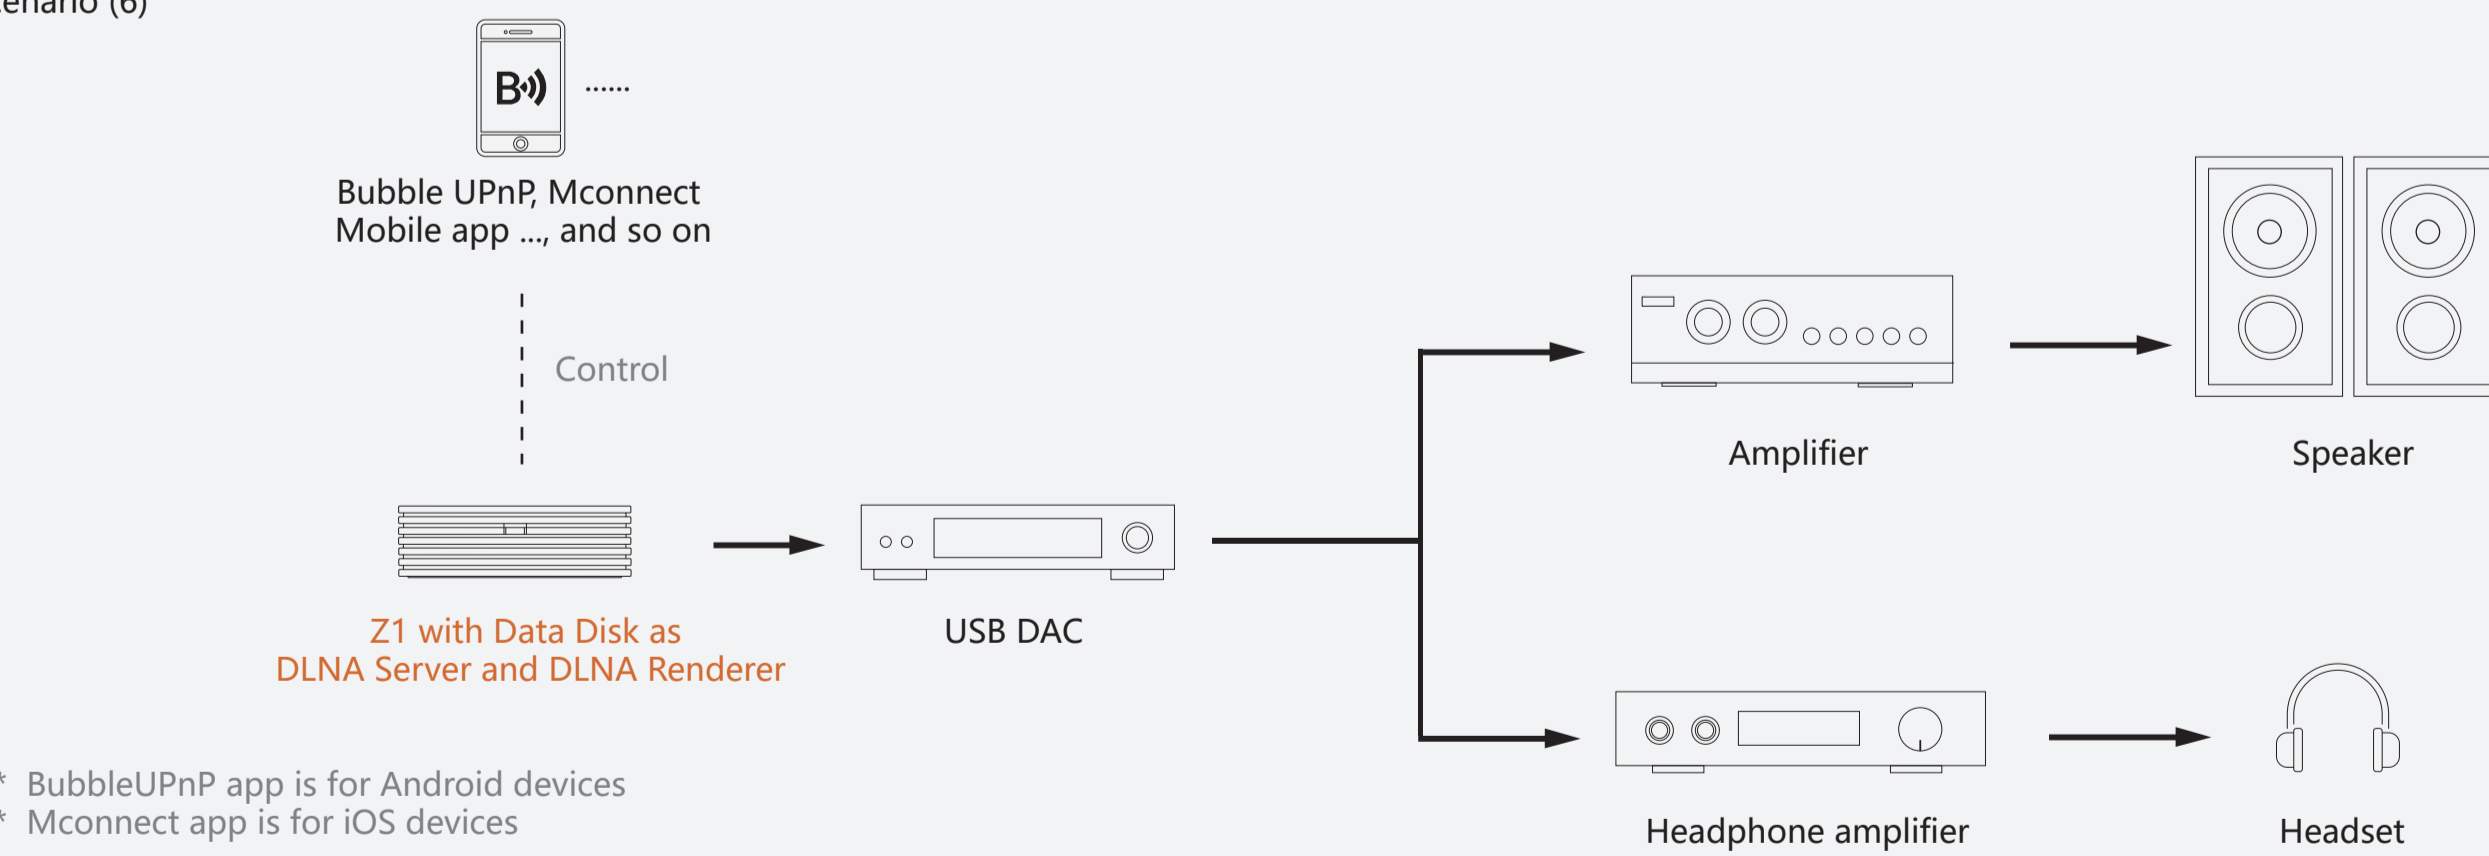 (6)
B
Bubble UPnP, Mconnect
Mobile app ..., and so on
Control
Z1 with Data Disk as
DLNA Server and DLNA Renderer
USB DAC
Amplifier
Speaker
Headphone amplifier
Headset
* BubbleUPnP app is for Android devices
* Mconnect app is for iOS devices